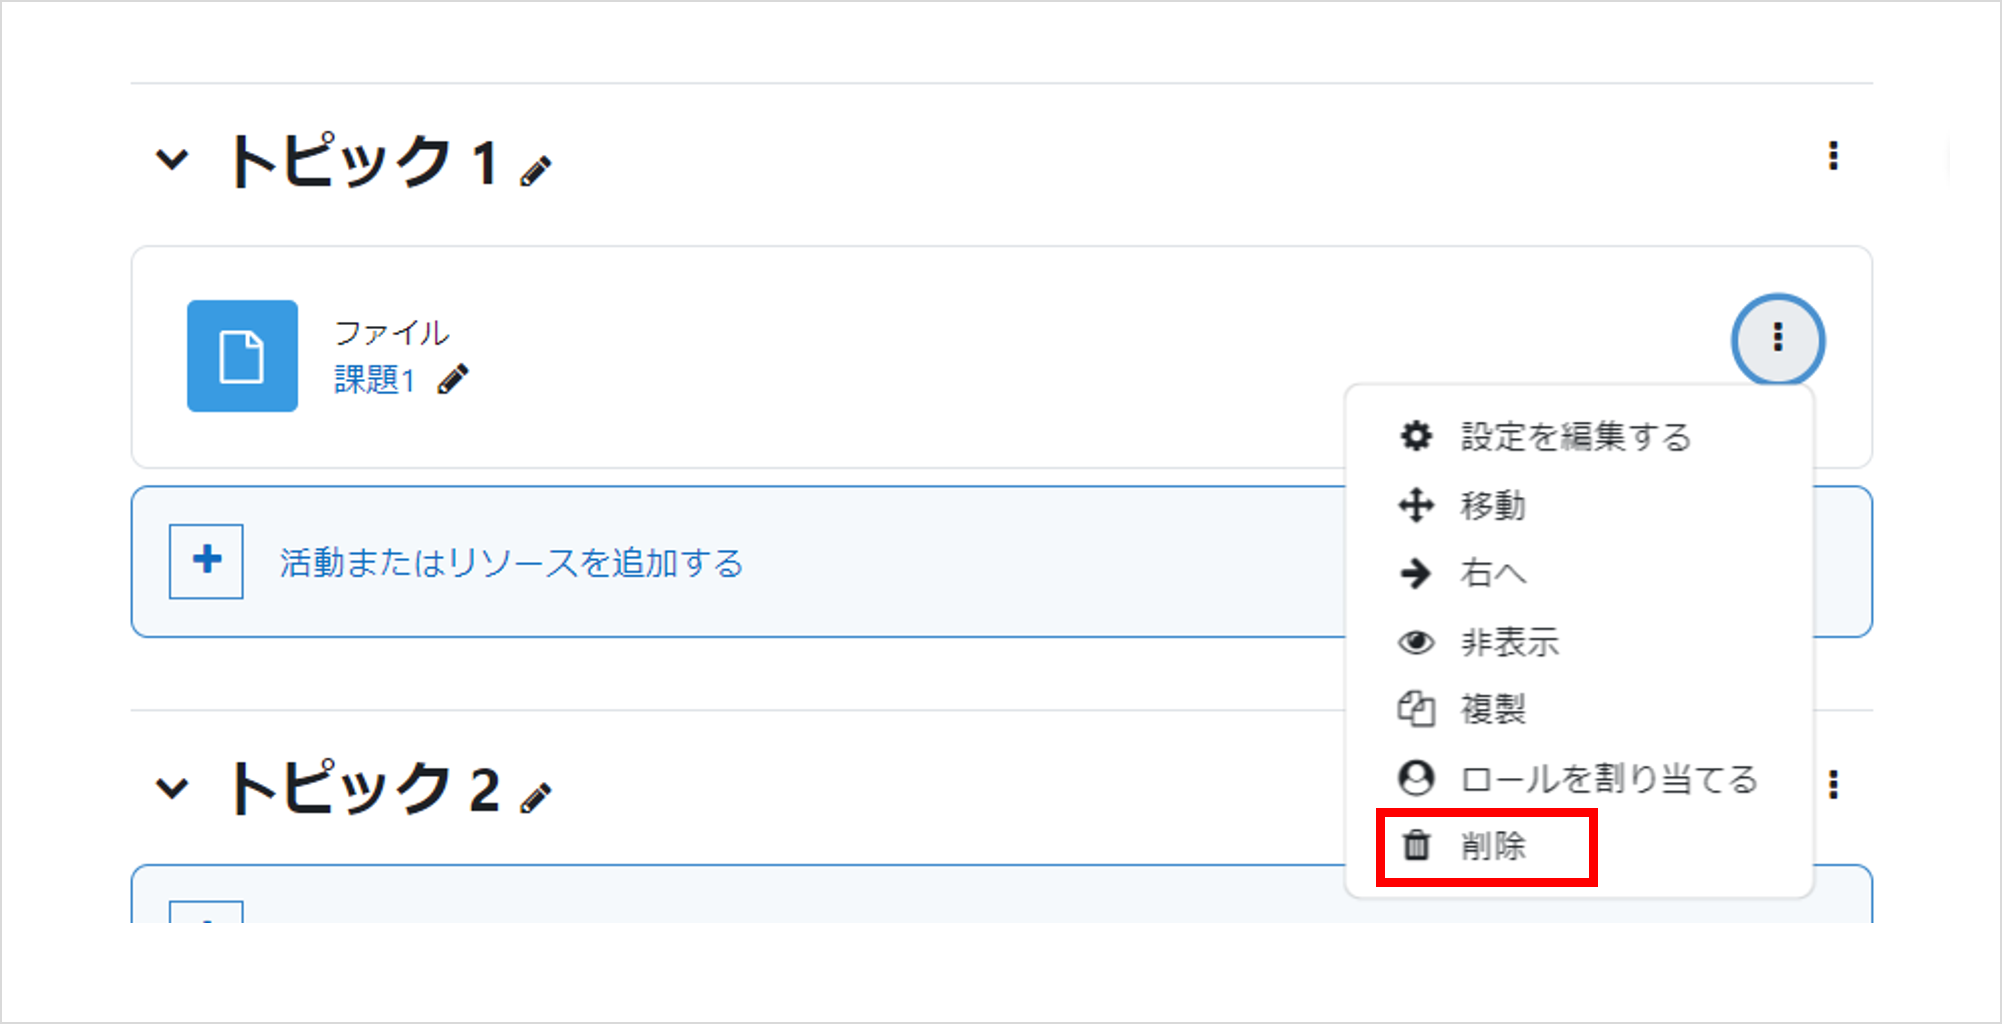 トピック 1
ファイル
課題1
設定を編集する
移動
右へ
非表示
複製
ロールを割り当てる
削除
活動またはリソースを追加する
トピック 2